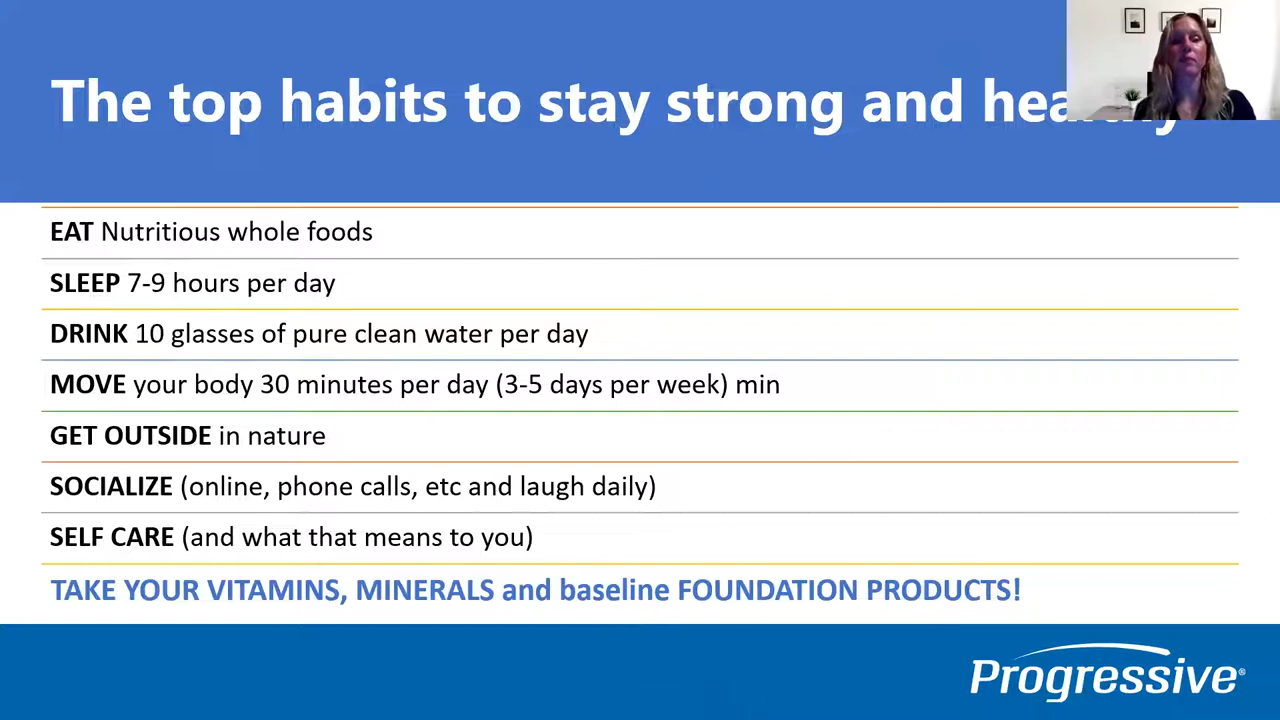 The top habits to stay strong and healthy
EAT Nutritious whole foods
SLEEP 7-9 hours per day
DRINK 10 glasses of pure clean water per day
MOVE your body 30 minutes per day (3-5 days per week) min
GET OUTSIDE in nature
SOCIALIZE (online, phone calls, etc and laugh daily)
SELF CARE (and what that means to you)
TAKE YOUR VITAMINS, MINERALS and baseline FOUNDATION PRODUCTS!
Progressive®